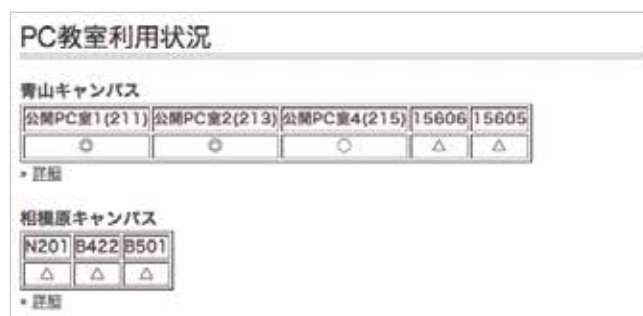 PC教室利用状況
青山キャンパス
公開PC室1(211) 公開PC室2(213) 公開PC室4(215) 15606 15605
◎ ◎ ○ △ △
» 詳細
相模原キャンパス
N201 B422 B501
△ △ △
» 詳細